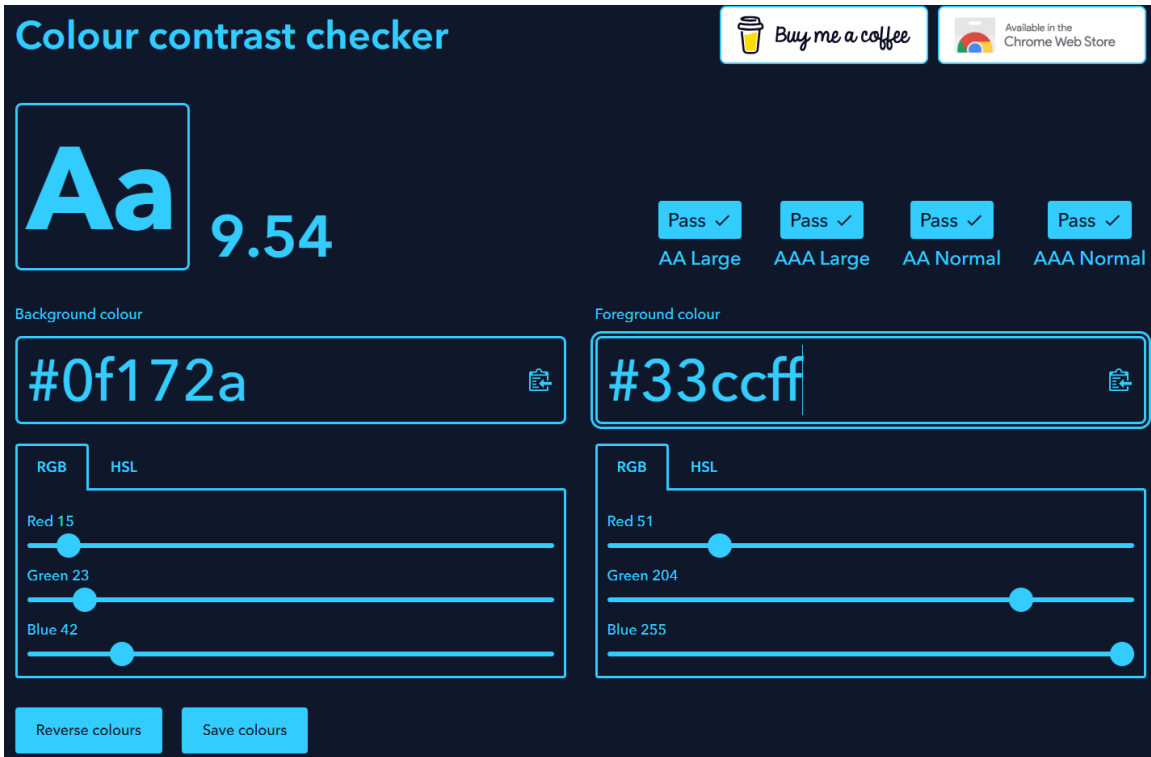 Colour contrast checker
Buy me a coffee
Available in the
Chrome Web Store
Aa
9.54
Pass ✓ Pass ✓ Pass ✓ Pass ✓
AA Large AAA Large AA Normal AAA Normal
Background colour Foreground colour
#0f172a #33ccff
RGB HSL RGB HSL
Red 15 Red 51
Green 23 Green 204
Blue 42 Blue 255
Reverse colours Save colours